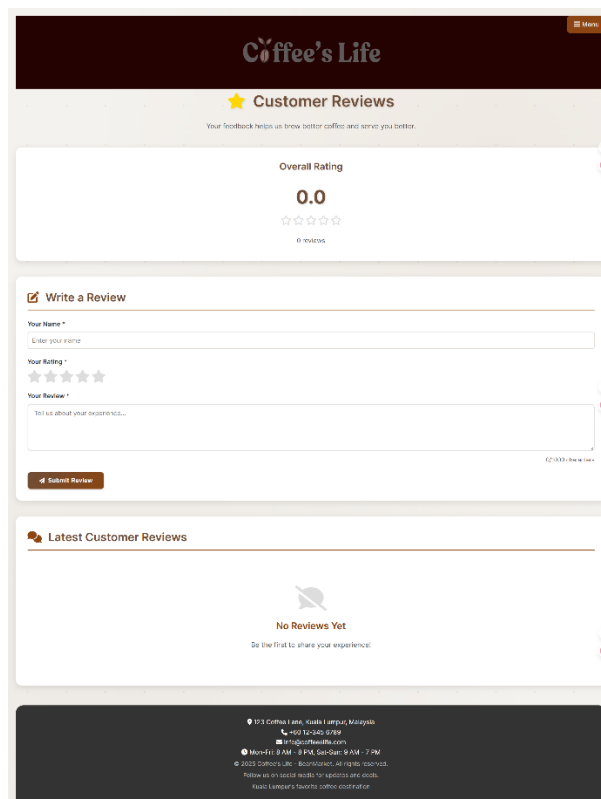 Menu
Coffee's Life
Customer Reviews
Your feedback helps us brew better coffee and serve you better.
Overall Rating
0.0
0 reviews
Write a Review
Your Name *
Enter your name
Your Rating *
Your Review *
Tell us about your experience...
0/1000 characters
Submit Review
Latest Customer Reviews
No Reviews Yet
Be the first to share your experience!
123 Coffee Lane, Kuala Lumpur, Malaysia
+60 12-345 6789
info@coffeeslife.com
Mon-Fri: 8 AM - 8 PM, Sat-Sun: 9 AM - 7 PM
© 2025 Coffee's Life - BeanMarket. All rights reserved.
Follow us on social media for updates and deals.
Kuala Lumpur's favorite coffee destination